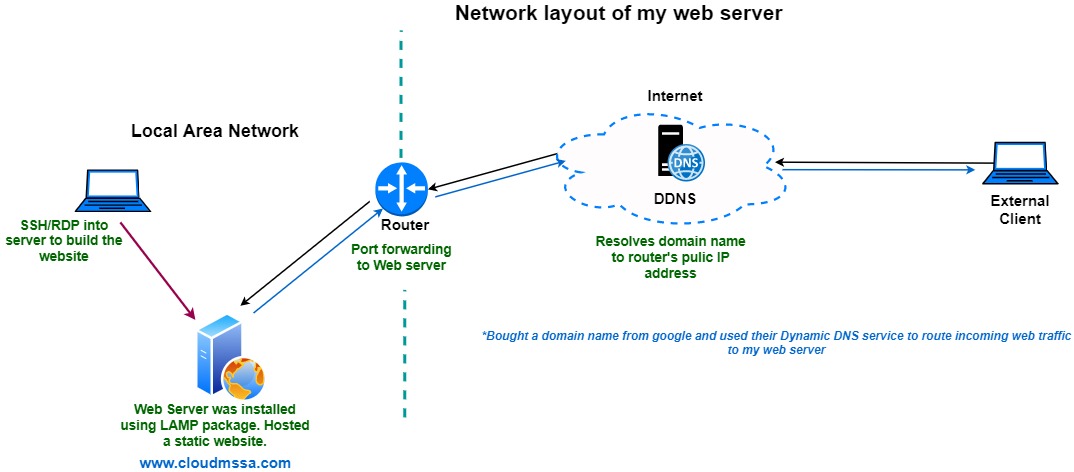 Network layout of my web server
Internet
Local Area Network
DNS
DDNS
External
Client
SSH/RDP into
server to build the
website
Router
Port forwarding
to Web server
Resolves domain name
to router's pulic IP
address
*Bought a domain name from google and used their Dynamic DNS service to route incoming web traffic
to my web server
Web Server was installed
using LAMP package. Hosted
a static website.
www.cloudmssa.com